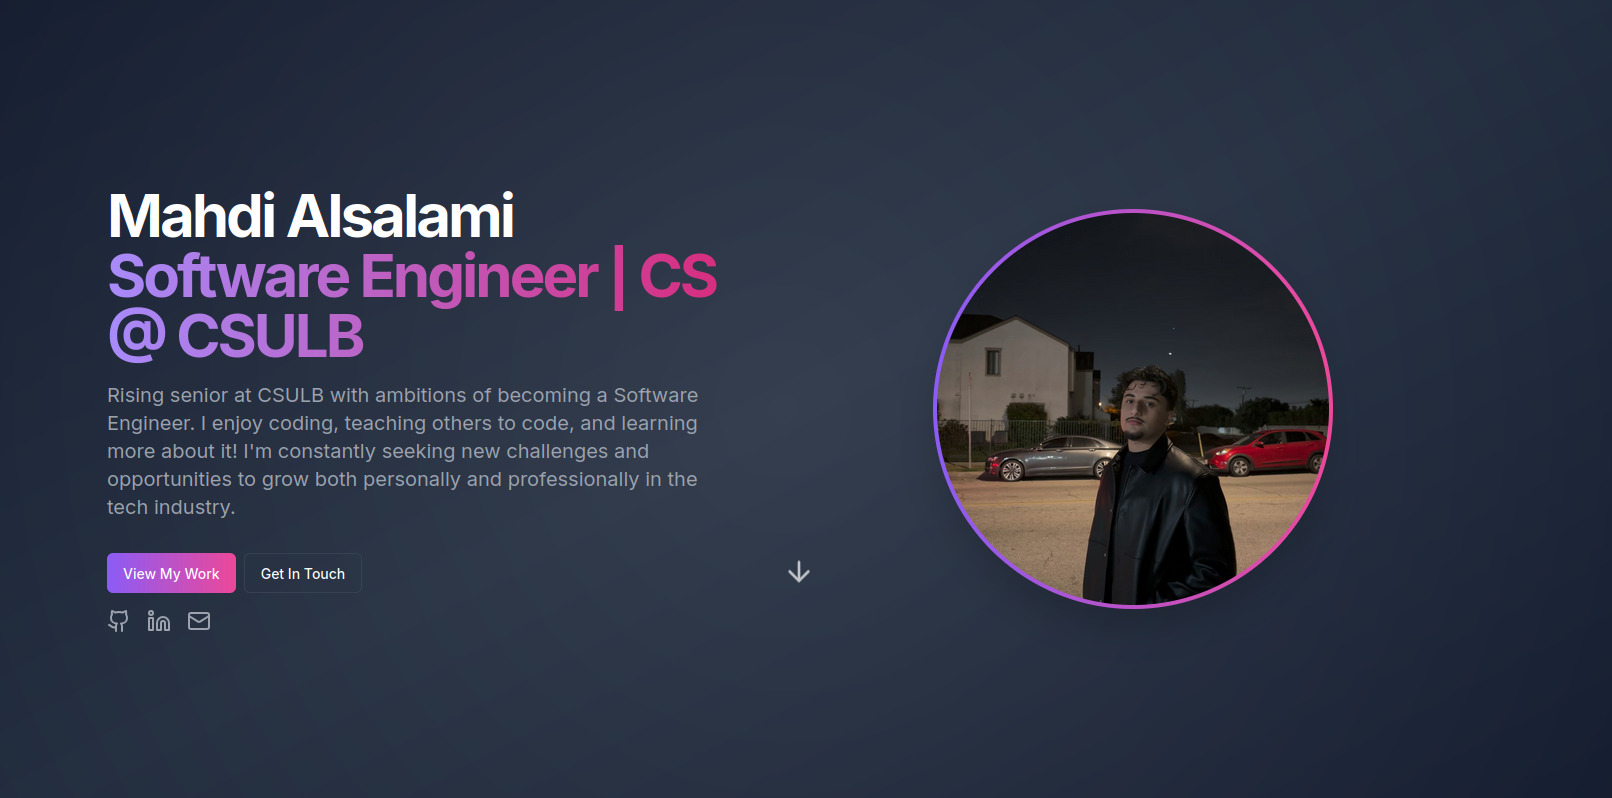 Mahdi Alsalami
Software Engineer | CS
@ CSULB
Rising senior at CSULB with ambitions of becoming a Software
Engineer. I enjoy coding, teaching others to code, and learning
more about it! I'm constantly seeking new challenges and
opportunities to grow both personally and professionally in the
tech industry.
View My Work
Get In Touch